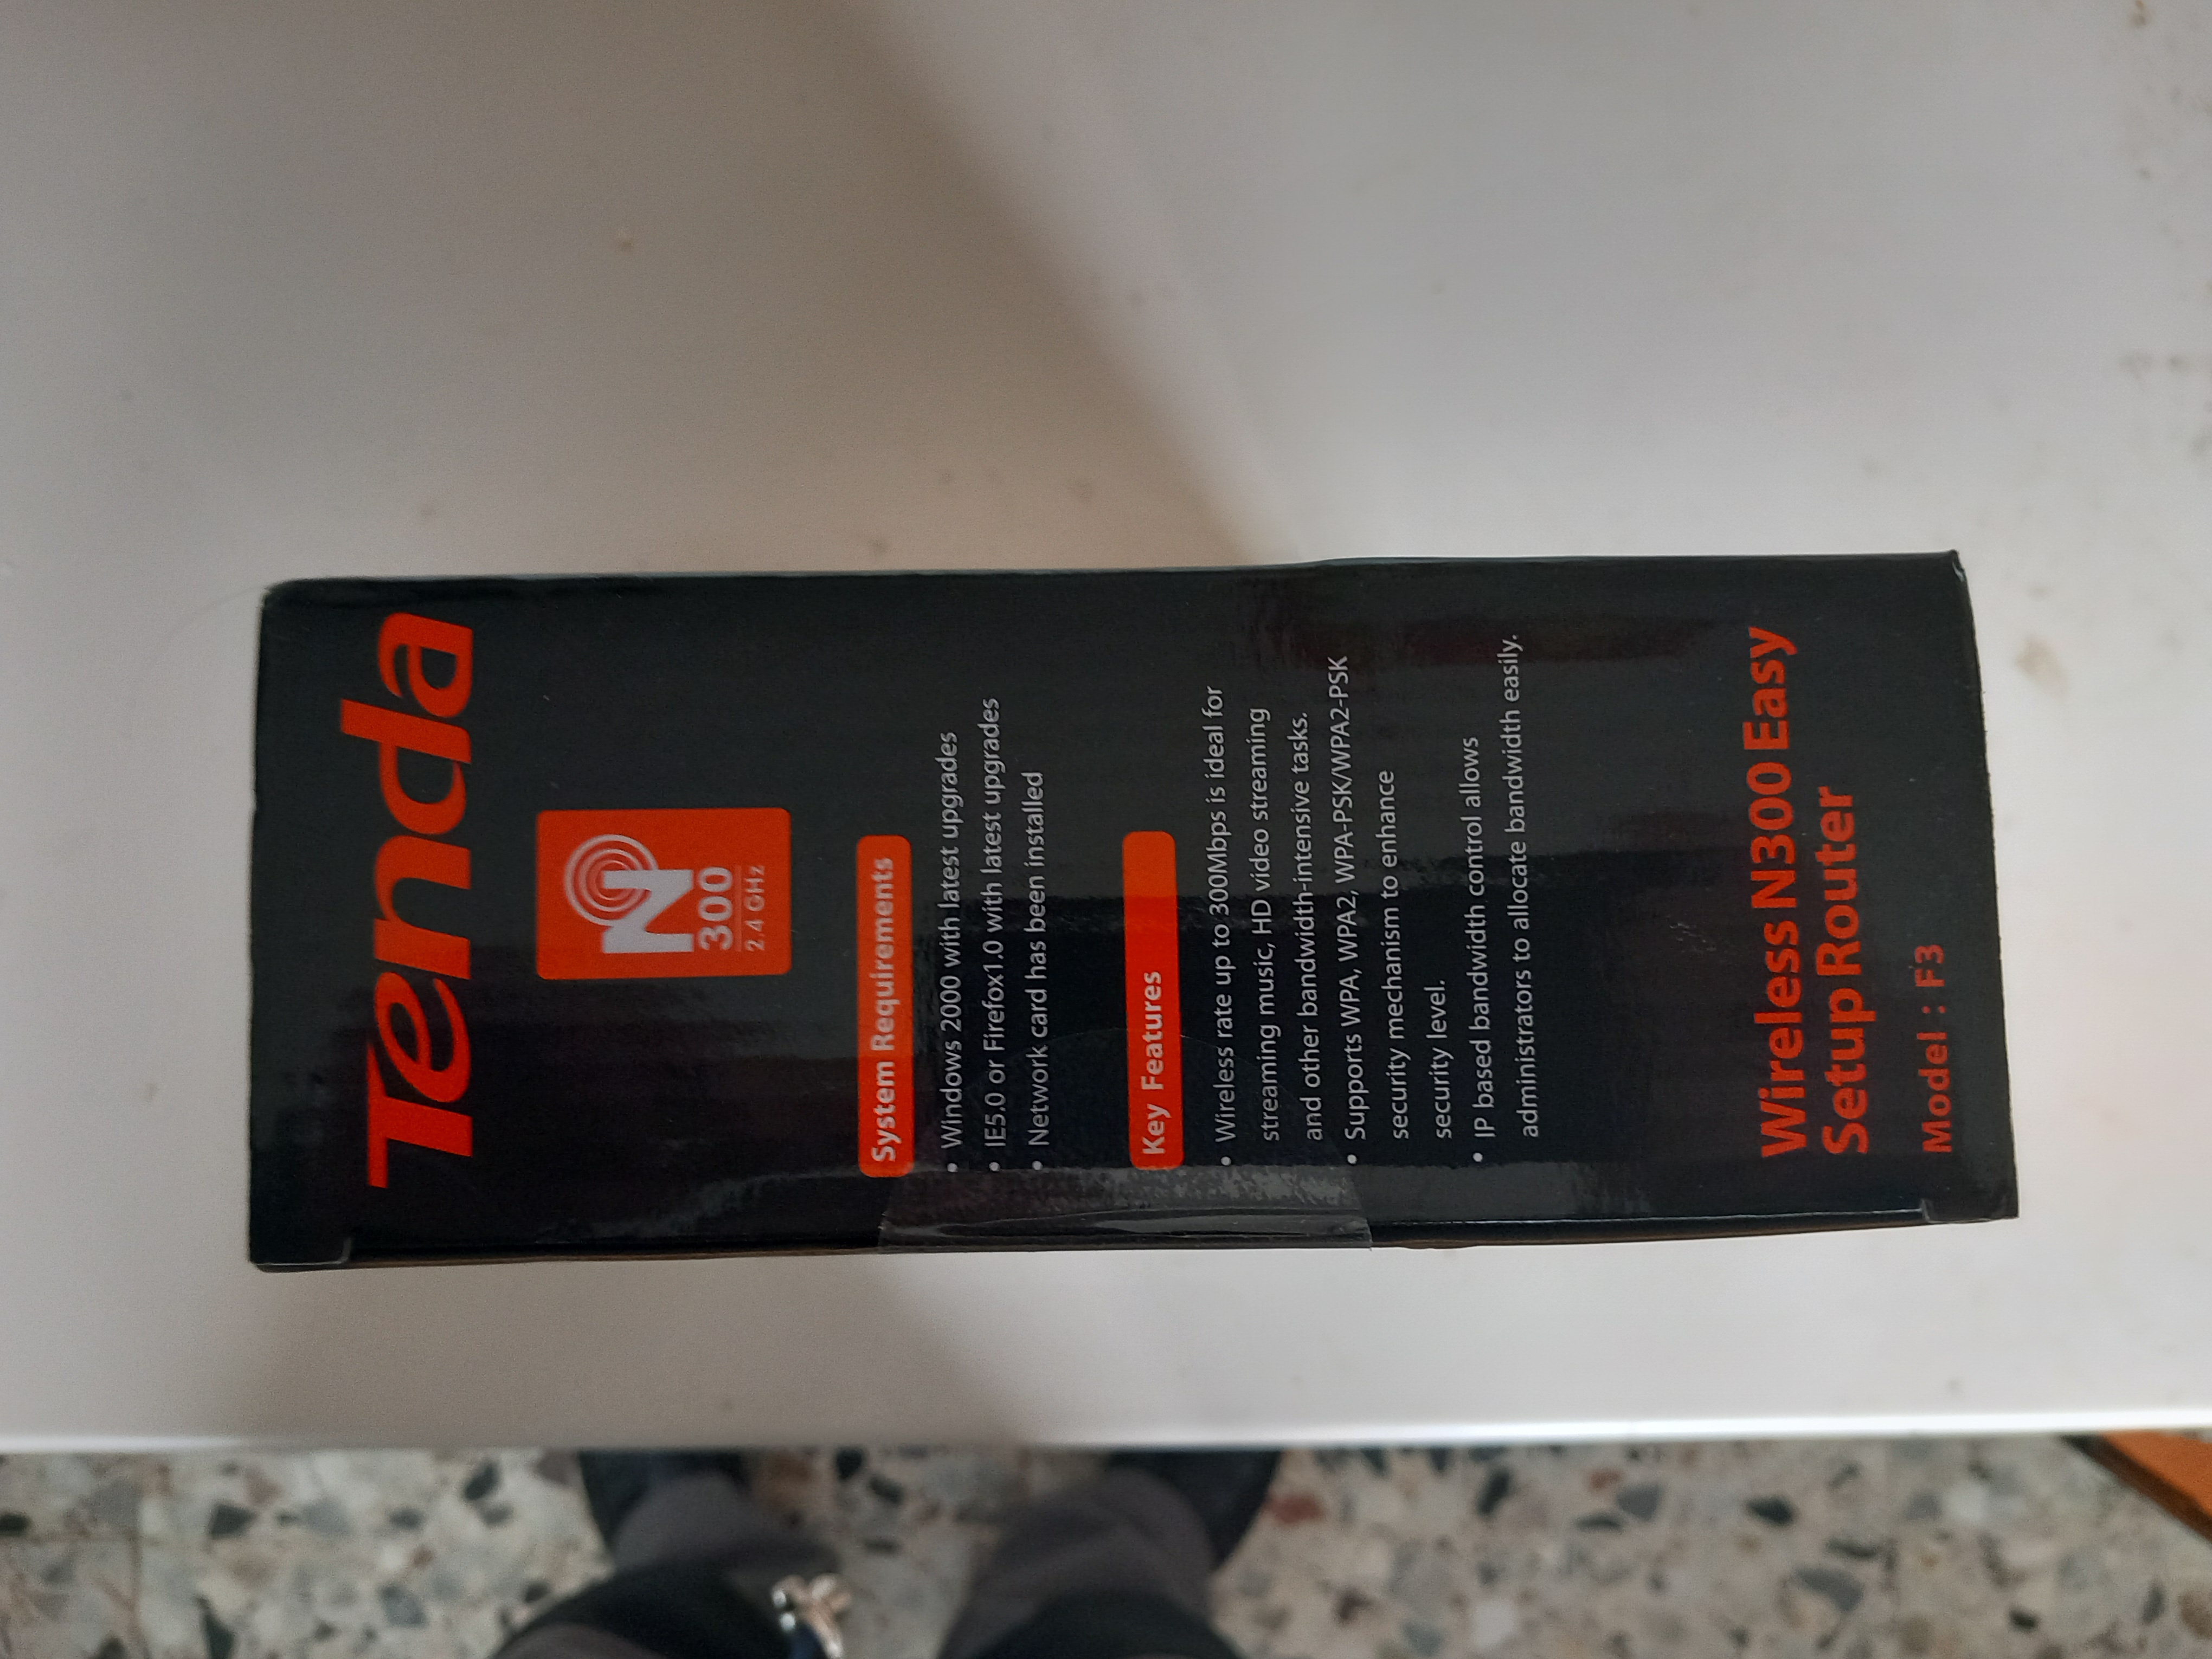 Tenda
N
300
2.4 GHz
System Requirements
• Windows 2000 with latest upgrades
• IE5.0 or Firefox1.0 with latest upgrades
• Network card has been installed
Key Features
• Wireless rate up to 300Mbps is ideal for
streaming music, HD video streaming
and other bandwidth-intensive tasks.
• Supports WPA, WPA2, WPA-PSK/WPA2-PSK
security mechanism to enhance
security level.
• IP based bandwidth control allows
administrators to allocate bandwidth easily.
Wireless N300 Easy
Setup Router
Model : F3